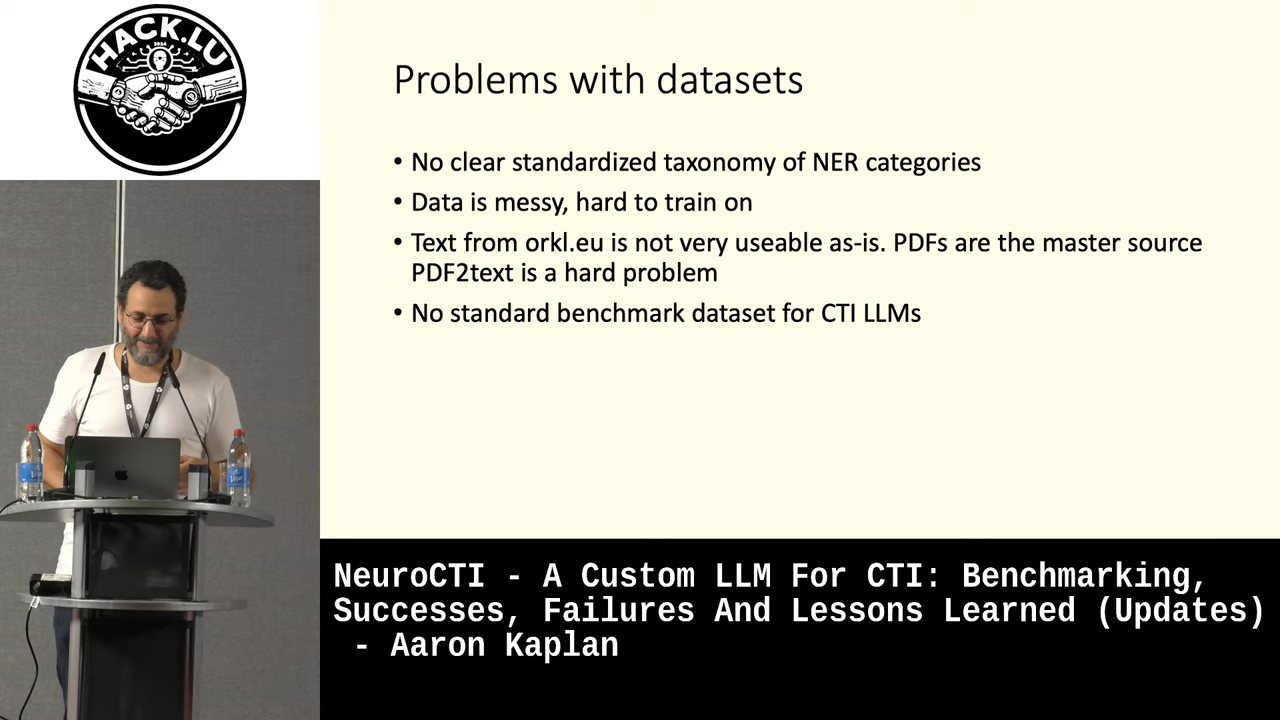 HACK.LU
2024
Problems with datasets
• No clear standardized taxonomy of NER categories
• Data is messy, hard to train on
• Text from orkl.eu is not very useable as-is. PDFs are the master source
PDF2text is a hard problem
• No standard benchmark dataset for CTI LLMs
NeuroCTI - A Custom LLM For CTI: Benchmarking,
Successes, Failures And Lessons Learned (Updates)
- Aaron Kaplan